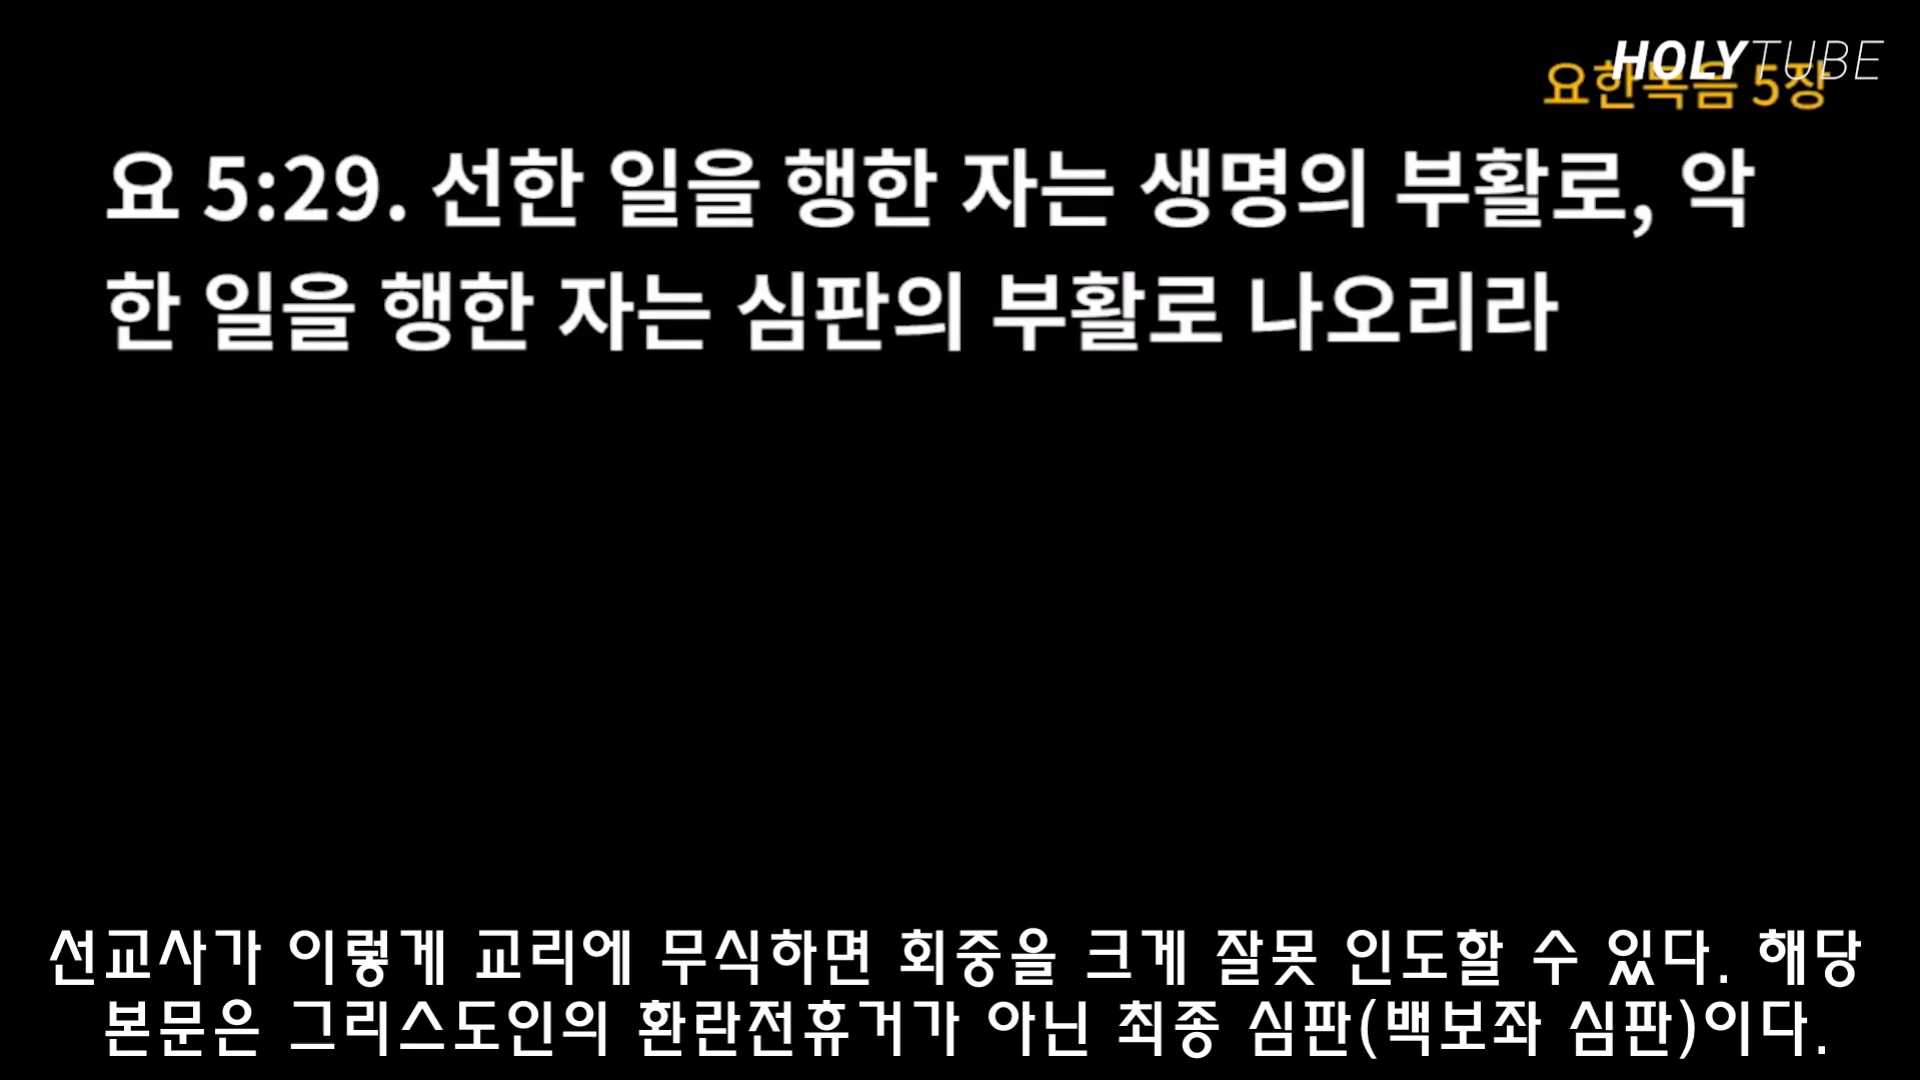 HOLYTUBE
요한복음 5장
요 5:29. 선한 일을 행한 자는 생명의 부활로, 악
한 일을 행한 자는 심판의 부활로 나오리라
선교사가 이렇게 교리에 무식하면 회중을 크게 잘못 인도할 수 있다. 해당
본문은 그리스도인의 환란전휴거가 아닌 최종 심판(백보좌 심판)이다.